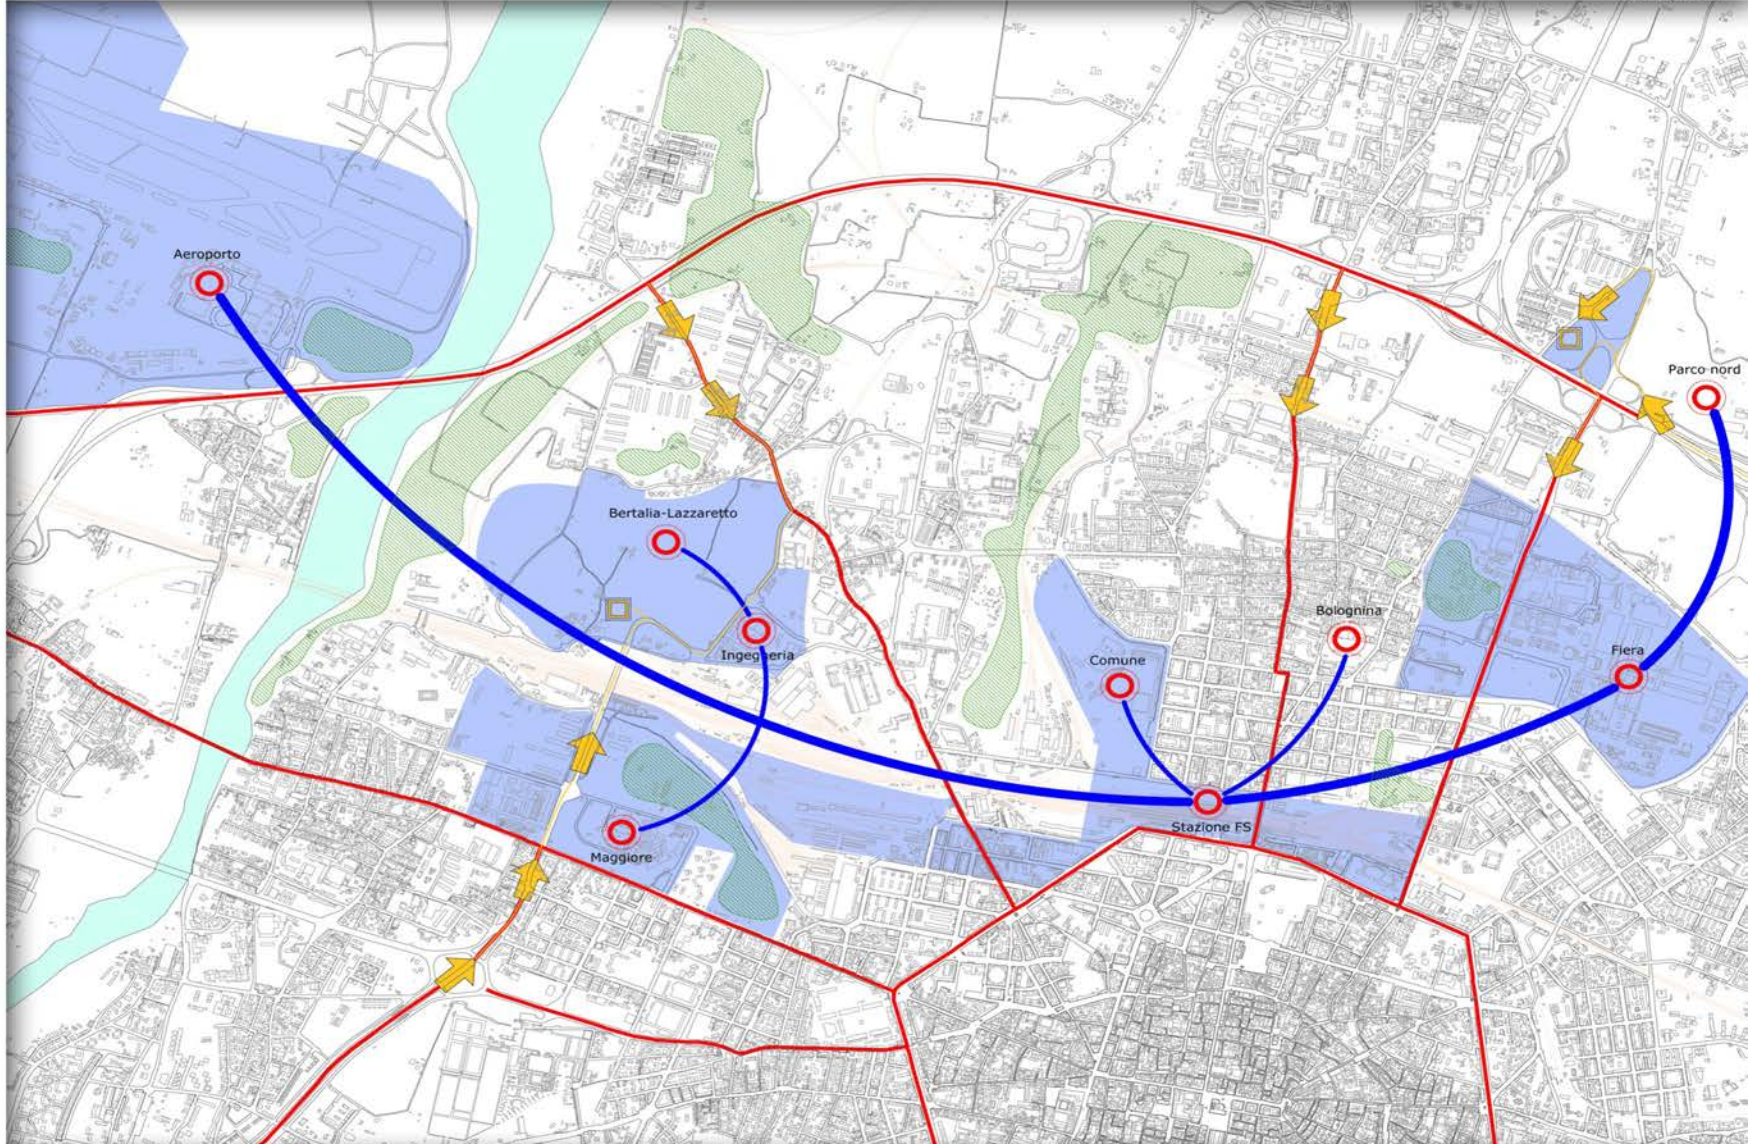 Aeroporto
Parco nord
Bertalia-Lazzaretto
Bolognina
Ingegneria
Comune
Fiera
Stazione FS
Maggiore